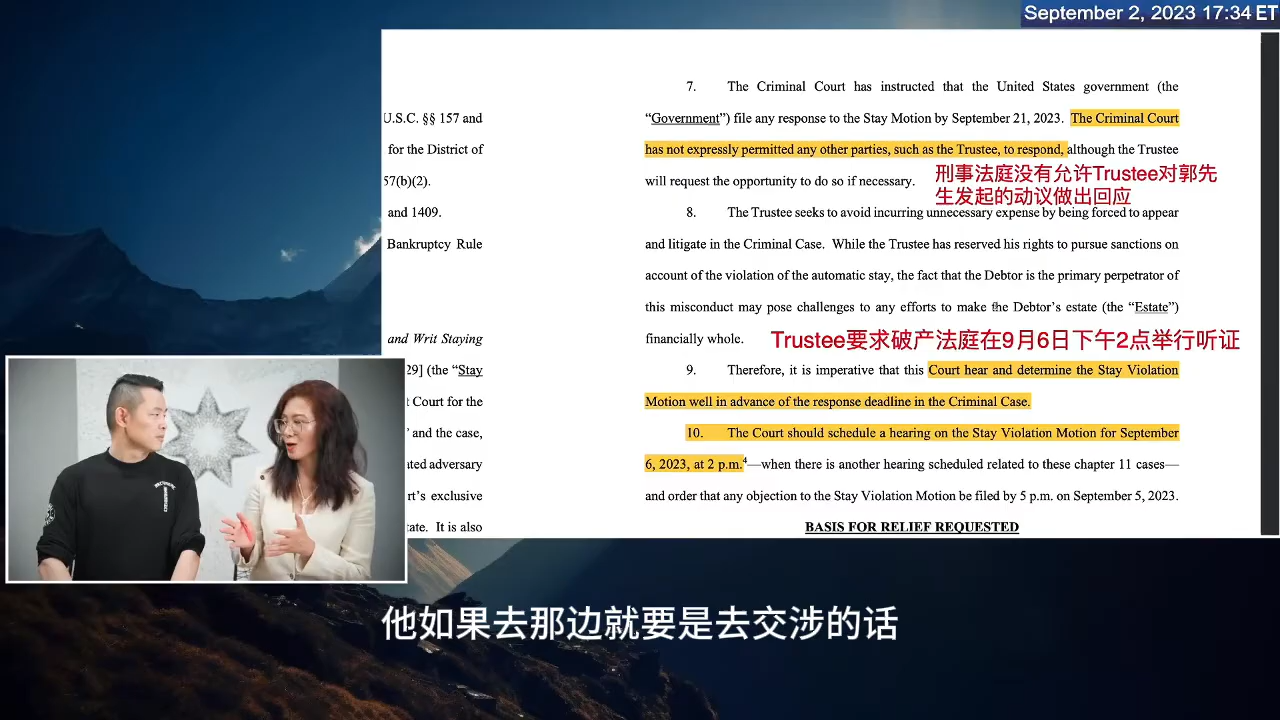 September 2, 2023 17:34 ET
U.S.C. §§ 157 and
for the District of
57(b)(2).
and 1409.
Bankruptcy Rule
and Writ Staying
29] (the “Stay
t Court for the
’ and the case,
ated adversary
rt’s exclusive
tate. It is also
7. The Criminal Court has instructed that the United States government (the
“Government”) file any response to the Stay Motion by September 21, 2023. The Criminal Court
has not expressly permitted any other parties, such as the Trustee, to respond, although the Trustee
will request the opportunity to do so if necessary.
刑事法庭没有允许Trustee对郭先
生发起的动议做出回应
8. The Trustee seeks to avoid incurring unnecessary expense by being forced to appear
and litigate in the Criminal Case. While the Trustee has reserved his rights to pursue sanctions on
account of the violation of the automatic stay, the fact that the Debtor is the primary perpetrator of
this misconduct may pose challenges to any efforts to make the Debtor’s estate (the “Estate”)
financially whole.
Trustee要求破产法庭在9月6日下午2点举行听证
9. Therefore, it is imperative that this Court hear and determine the Stay Violation
Motion well in advance of the response deadline in the Criminal Case.
10. The Court should schedule a hearing on the Stay Violation Motion for September
6, 2023, at 2 p.m.4—when there is another hearing scheduled related to these chapter 11 cases—
and order that any objection to the Stay Violation Motion be filed by 5 p.m. on September 5, 2023.
BASIS FOR RELIEF REQUESTED
他如果去那边就要是去交涉的话